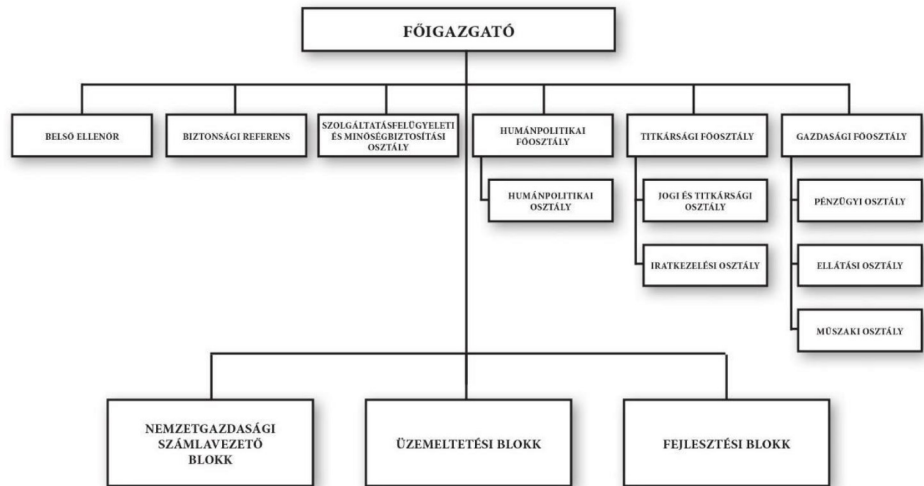 FŐIGAZGATÓ
BELSŐ ELLENŐR
BIZTONSÁGI REFERENS
SZOLGÁLTATÁSFELÜGYELETI
ÉS MINŐSÉGBIZTOSÍTÁSI
OSZTÁLY
HUMÁNPOLITIKAI
FŐOSZTÁLY
TITKÁRSÁGI FŐOSZTÁLY
GAZDASÁGI FŐOSZTÁLY
HUMÁNPOLITIKAI
OSZTÁLY
JOGI ÉS TITKÁRSÁGI
OSZTÁLY
PÉNZÜGYI OSZTÁLY
IRATKEZELÉSI OSZTÁLY
ELLÁTÁSI OSZTÁLY
MŰSZAKI OSZTÁLY
NEMZETGAZDASÁGI
SZÁMLAVEZETŐ
BLOKK
ÜZEMELTETÉSI BLOKK
FEJLESZTÉSI BLOKK